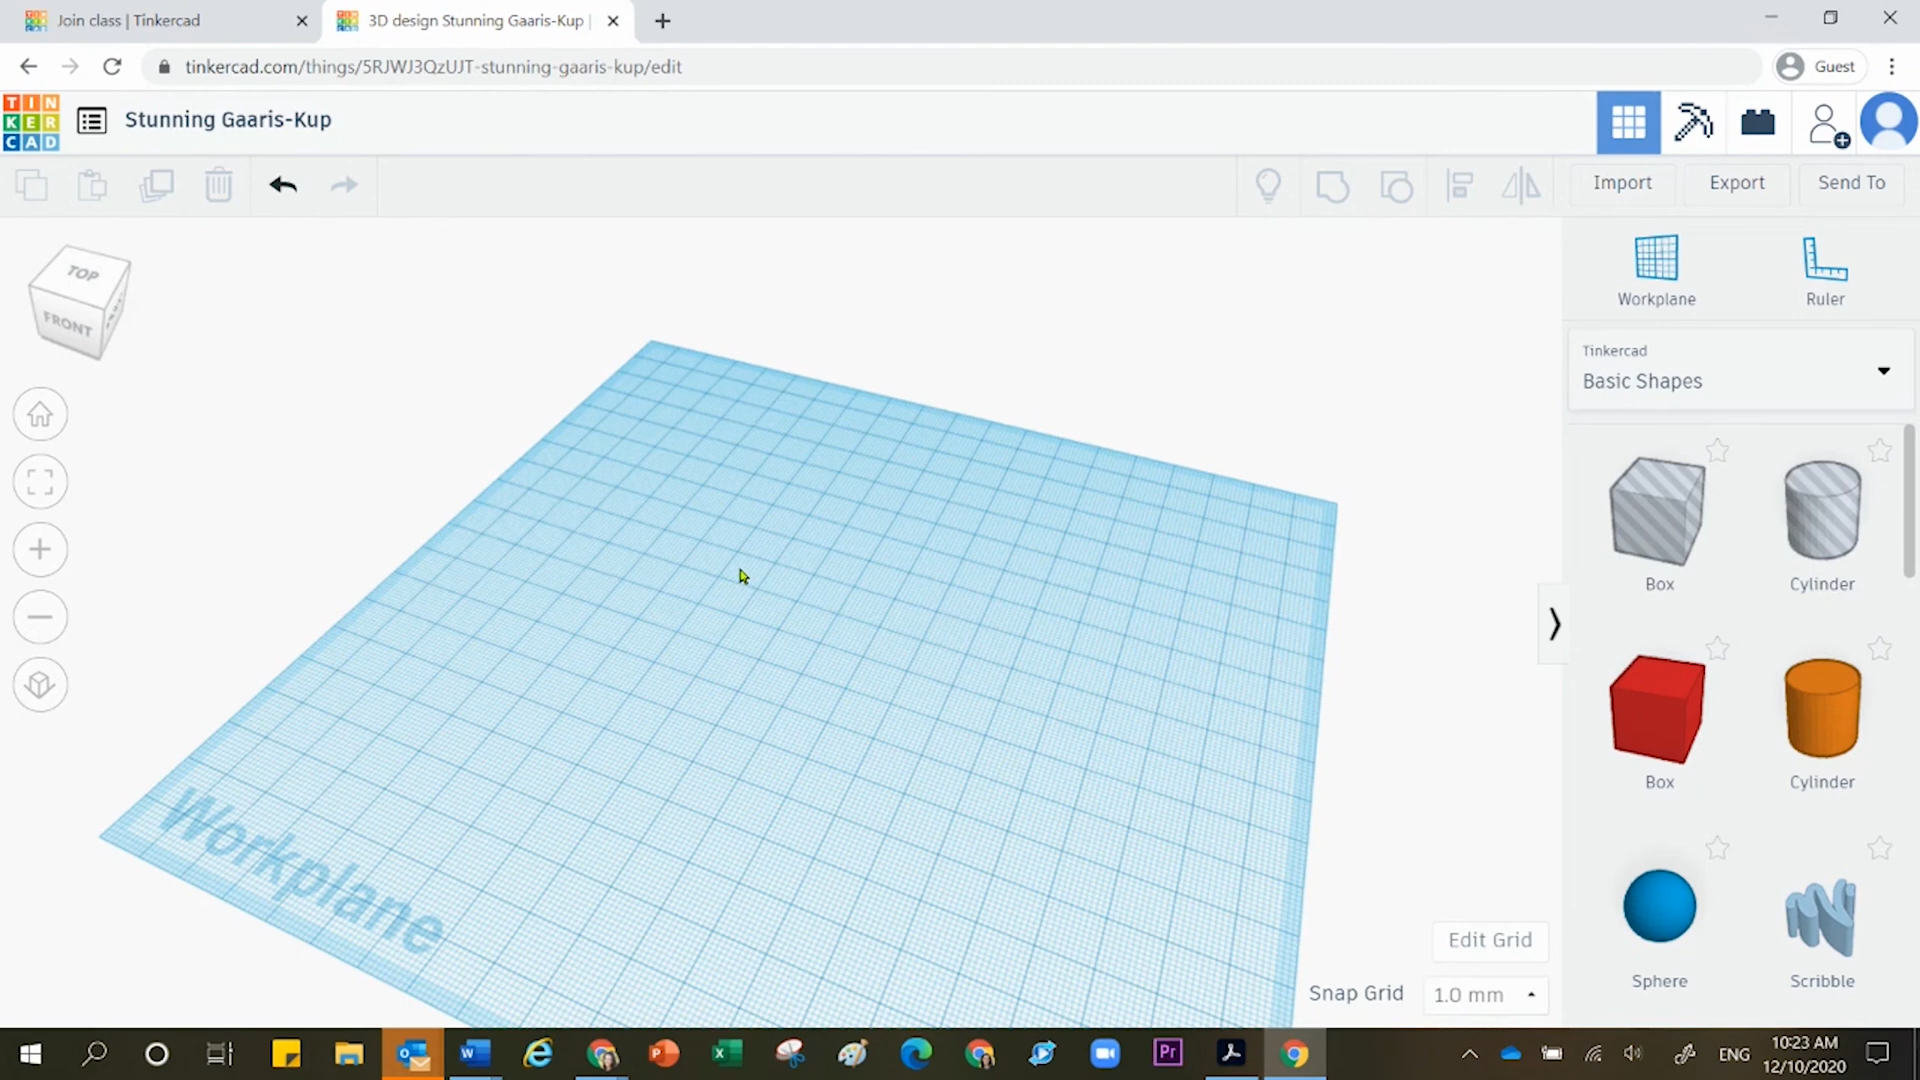 Join class | Tinkercad
3D design Stunning Gaaris-Kup |
tinkercad.com/things/5RJWJ3QzUJT-stunning-gaaris-kup/edit
Guest
TIN
KER
CAD
Stunning Gaaris-Kup
Import
Export
Send To
TOP
FRONT
Workplane
Ruler
Tinkercad
Basic Shapes
Box
Cylinder
Box
Cylinder
Sphere
Scribble
Workplane
Edit Grid
Snap Grid
1.0 mm
Pr
ENG
10:23 AM
12/10/2020